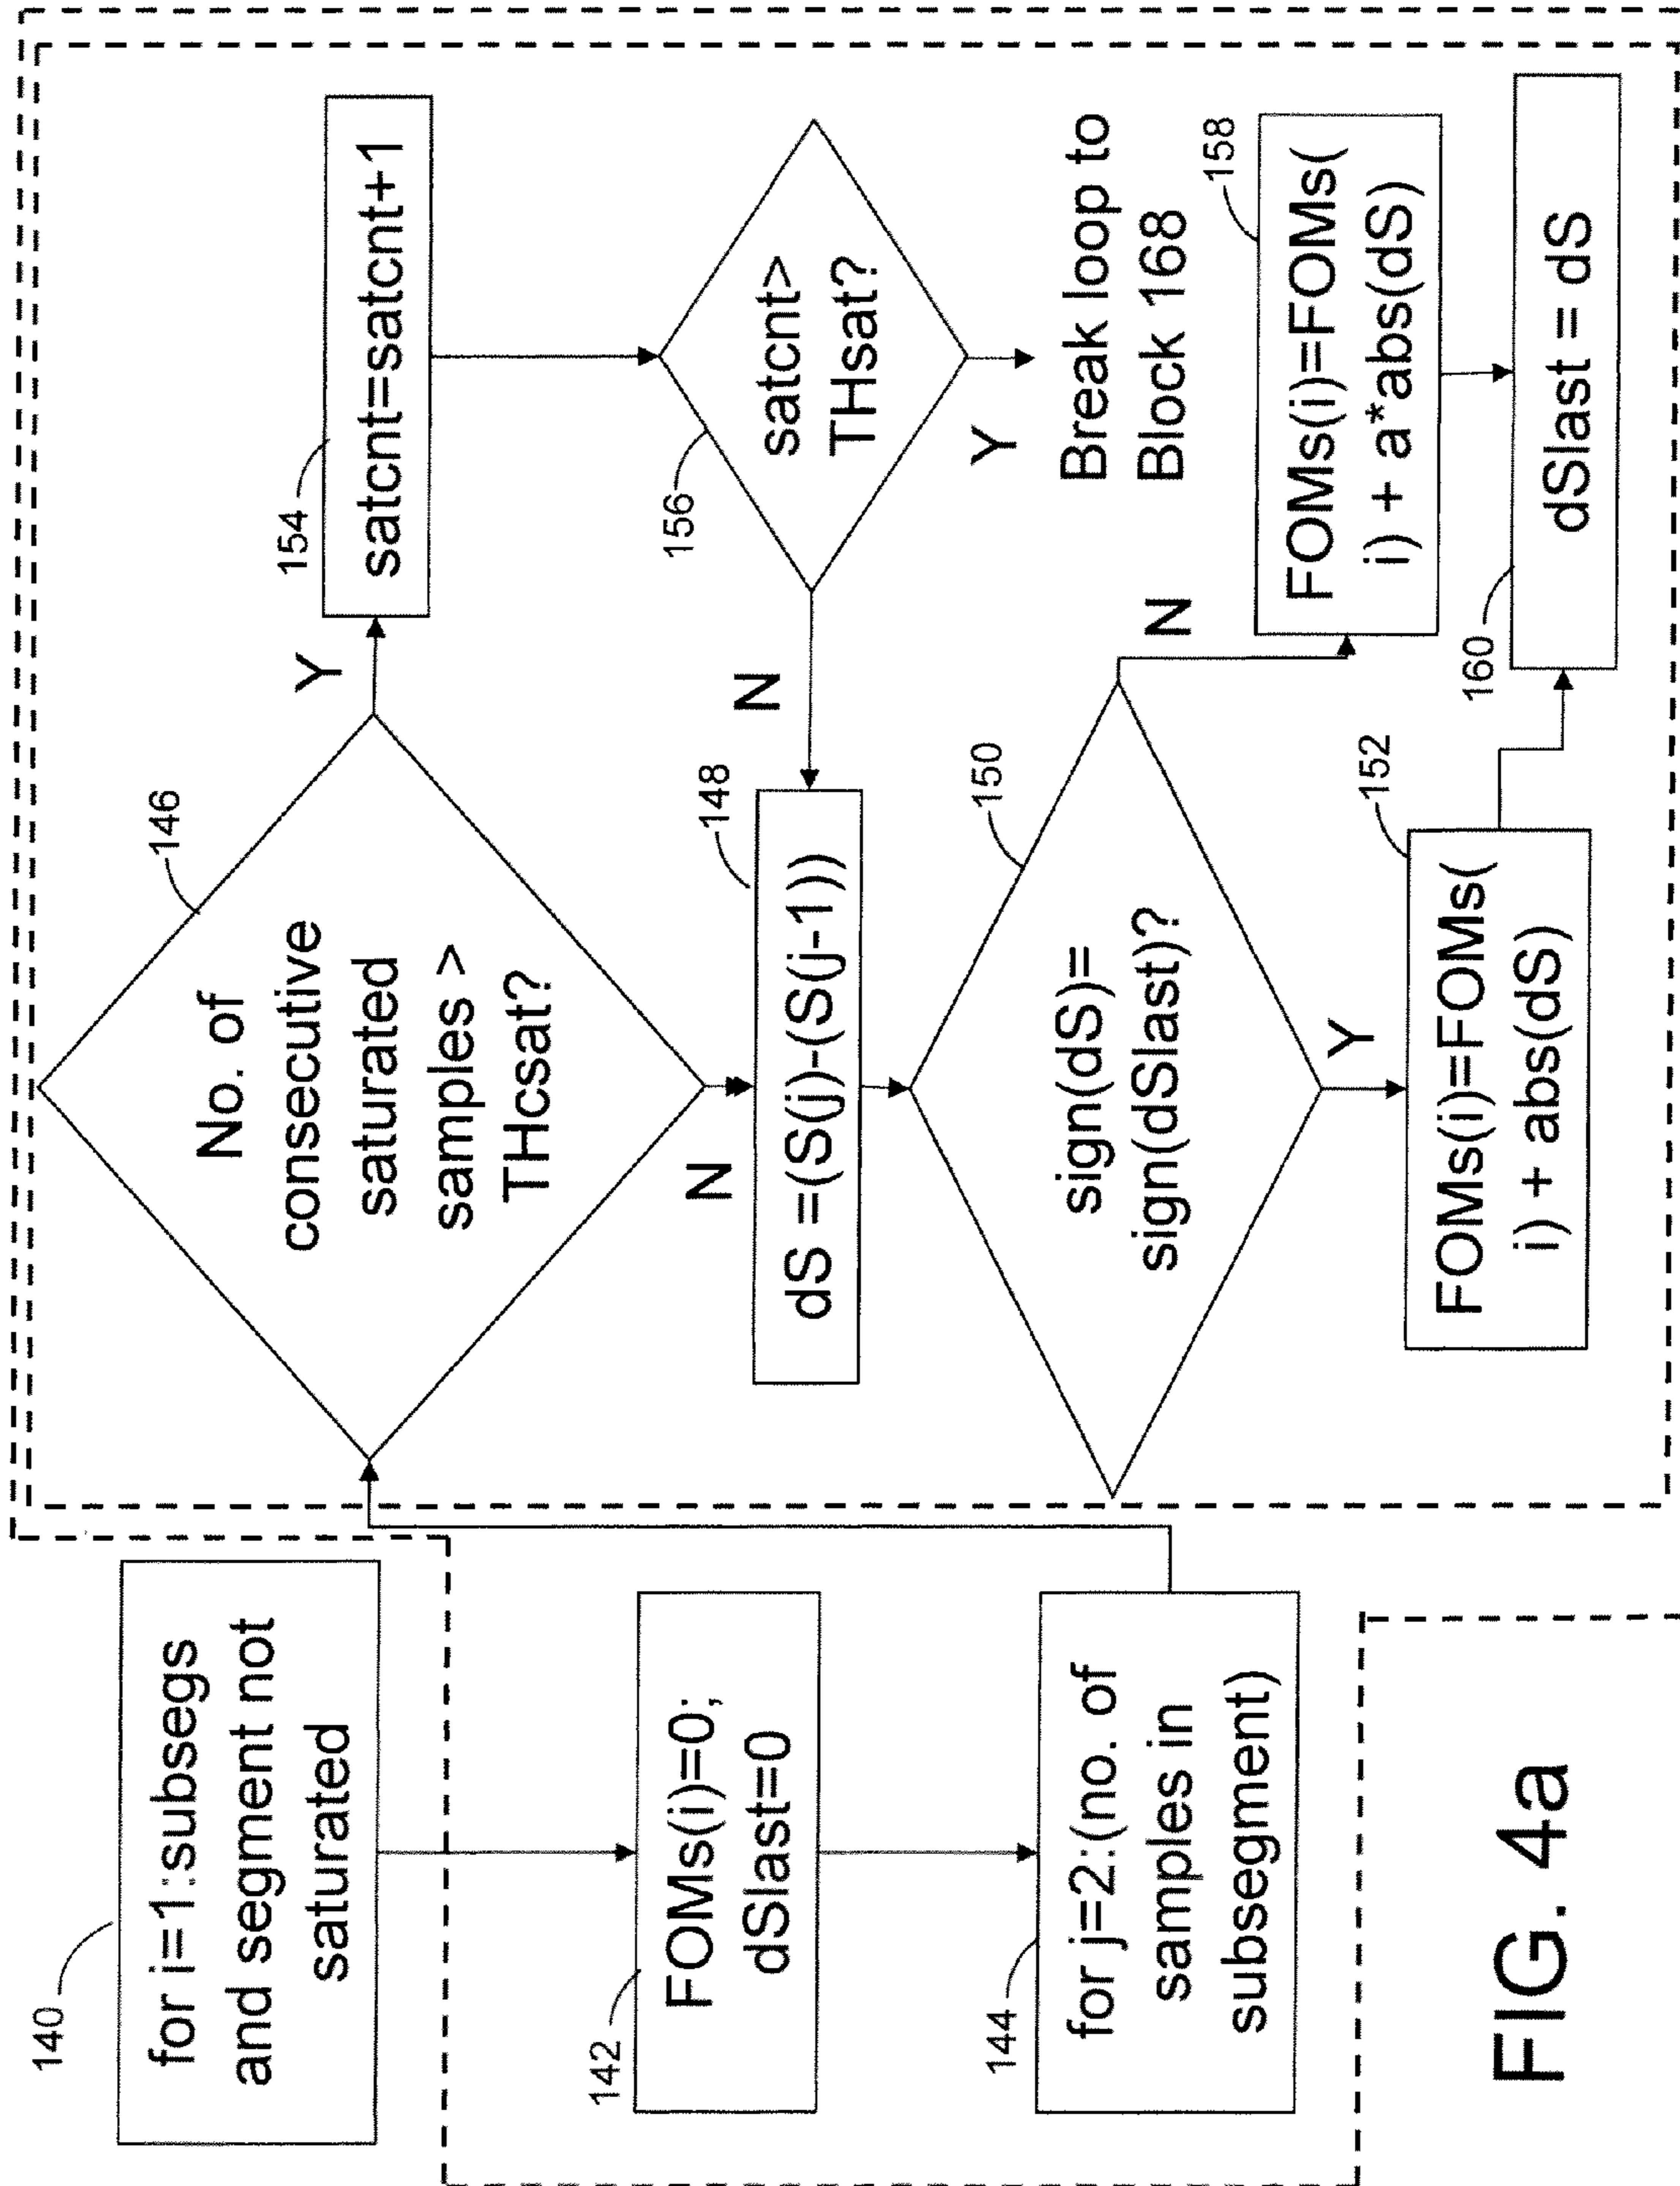 140
for i=1:subsegs
and segment not
saturated
142
FOMs(i)=0;
dSlast=0
144
for j=2:(no. of
samples in
subsegment)
146
No. of
consecutive
saturated
samples >
THcsat?
Y
N
154
satcnt=satcnt+1
156
satcnt>
THsat?
N
Y
Break loop to
Block 168
148
dS =(S(j)-(S(j-1))
150
sign(dS)=
sign(dSlast)?
N
Y
158
FOMs(i)=FOMs(
i) + a*abs(dS)
152
FOMs(i)=FOMs(
i) + abs(dS)
160
dSlast = dS
FIG. 4a